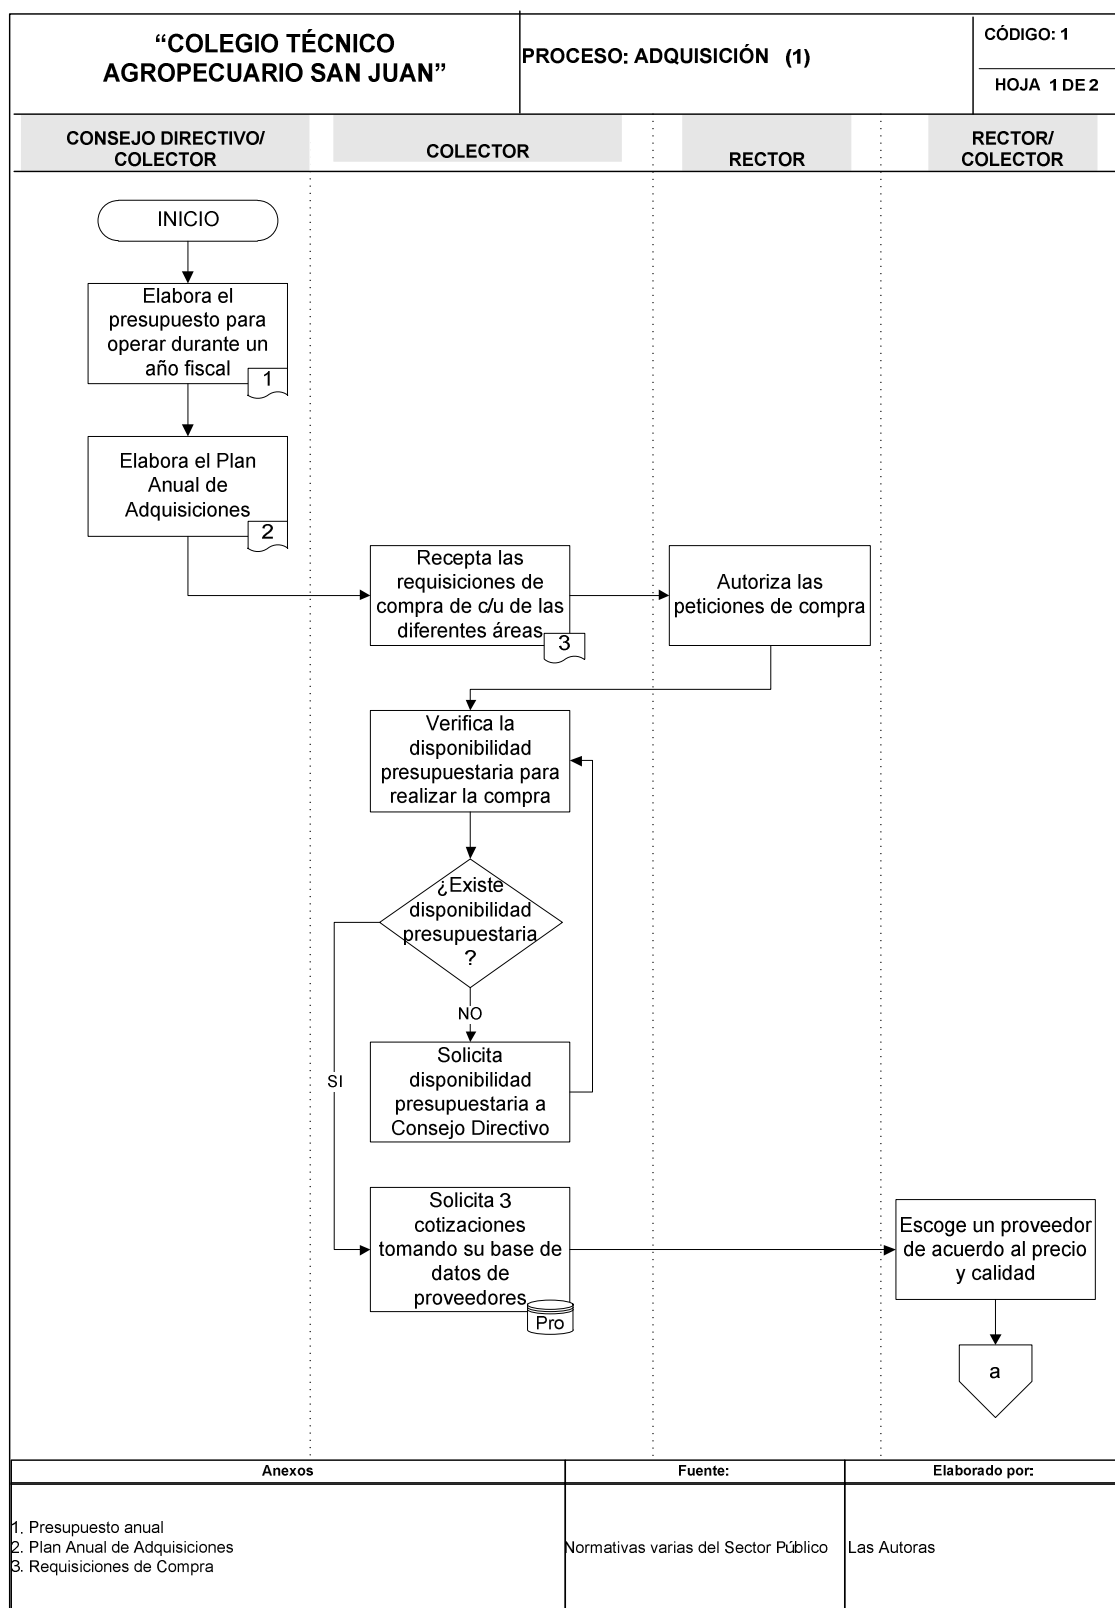 “COLEGIO TÉCNICO
AGROPECUARIO SAN JUAN”
PROCESO: ADQUISICIÓN (1)
CÓDIGO: 1
HOJA 1 DE 2
CONSEJO DIRECTIVO/
COLECTOR
COLECTOR
RECTOR
RECTOR/
COLECTOR
INICIO
Elabora el
presupuesto para
operar durante un
año fiscal
1
Elabora el Plan
Anual de
Adquisiciones
2
Recepta las
requisiciones de
compra de c/u de las
diferentes áreas
3
Autoriza las
peticiones de compra
Verifica la
disponibilidad
presupuestaria para
realizar la compra
¿Existe
disponibilidad
presupuestaria
?
NO
SI
Solicita
disponibilidad
presupuestaria a
Consejo Directivo
Solicita 3
cotizaciones
tomando su base de
datos de
proveedores
Pro
Escoge un proveedor
de acuerdo al precio
y calidad
a
Anexos
Fuente:
Elaborado por:
1. Presupuesto anual
2. Plan Anual de Adquisiciones
3. Requisiciones de Compra
Normativas varias del Sector Público
Las Autoras